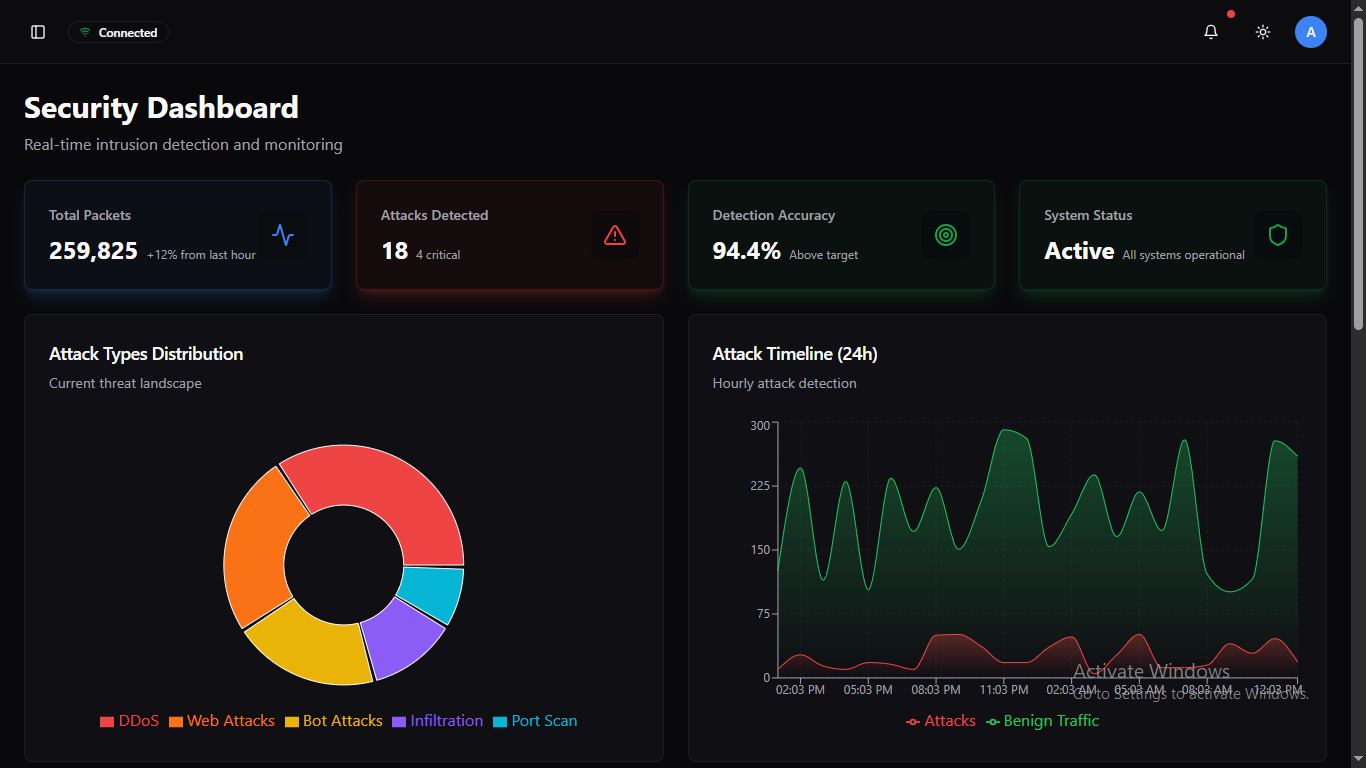 Connected
A
Security Dashboard
Real-time intrusion detection and monitoring
Total Packets
259,825 +12% from last hour
Attacks Detected
18 4 critical
Detection Accuracy
94.4% Above target
System Status
Active All systems operational
Attack Types Distribution
Current threat landscape
DDoS Web Attacks Bot Attacks Infiltration Port Scan
Attack Timeline (24h)
Hourly attack detection
300
225
150
75
0
02:03 PM 05:03 PM 08:03 PM 11:03 PM 02:03 AM 05:03 AM 08:03 AM 12:03 PM
Attacks Benign Traffic
Activate Windows
Go to Settings to activate Windows.